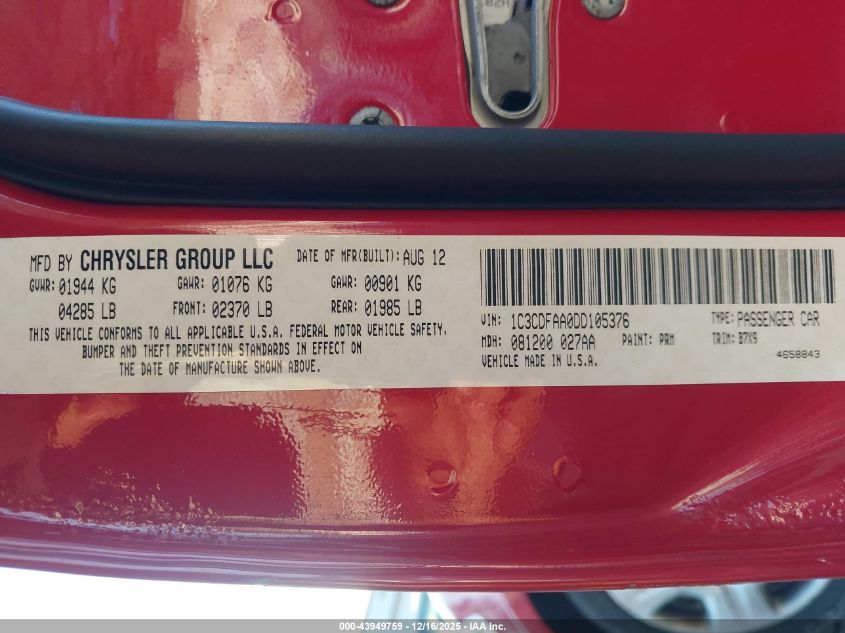 MFD BY CHRYSLER GROUP LLC
DATE OF MFR(BUILT): AUG 12
GVWR: 01944 KG GAWR: 01076 KG GAWR: 00901 KG
04285 LB FRONT: 02370 LB REAR: 01985 LB
THIS VEHICLE CONFORMS TO ALL APPLICABLE U.S.A. FEDERAL MOTOR VEHICLE SAFETY,
BUMPER AND THEFT PREVENTION STANDARDS IN EFFECT ON
THE DATE OF MANUFACTURE SHOWN ABOVE.
VIN: 1C3CDFAA0DD105376 TYPE: PASSENGER CAR
MDH: 081200 027AA PAINT: PRM TRIM: B7X9
VEHICLE MADE IN U.S.A. 4658843
000-43949759 - 12/16/2025 - IAA Inc.